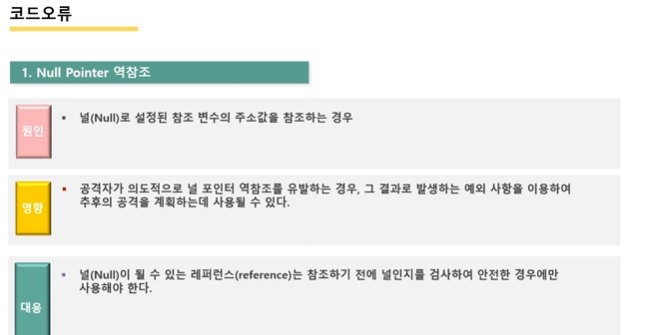 코드오류
1. Null Pointer 역참조
원인
▪ 널(Null)로 설정된 참조 변수의 주소값을 참조하는 경우
영향
▪ 공격자가 의도적으로 널 포인터 역참조를 유발하는 경우, 그 결과로 발생하는 예외 사항을 이용하여
추후의 공격을 계획하는데 사용될 수 있다.
대응
▪ 널(Null)이 될 수 있는 레퍼런스(reference)는 참조하기 전에 널인지를 검사하여 안전한 경우에만
사용해야 한다.